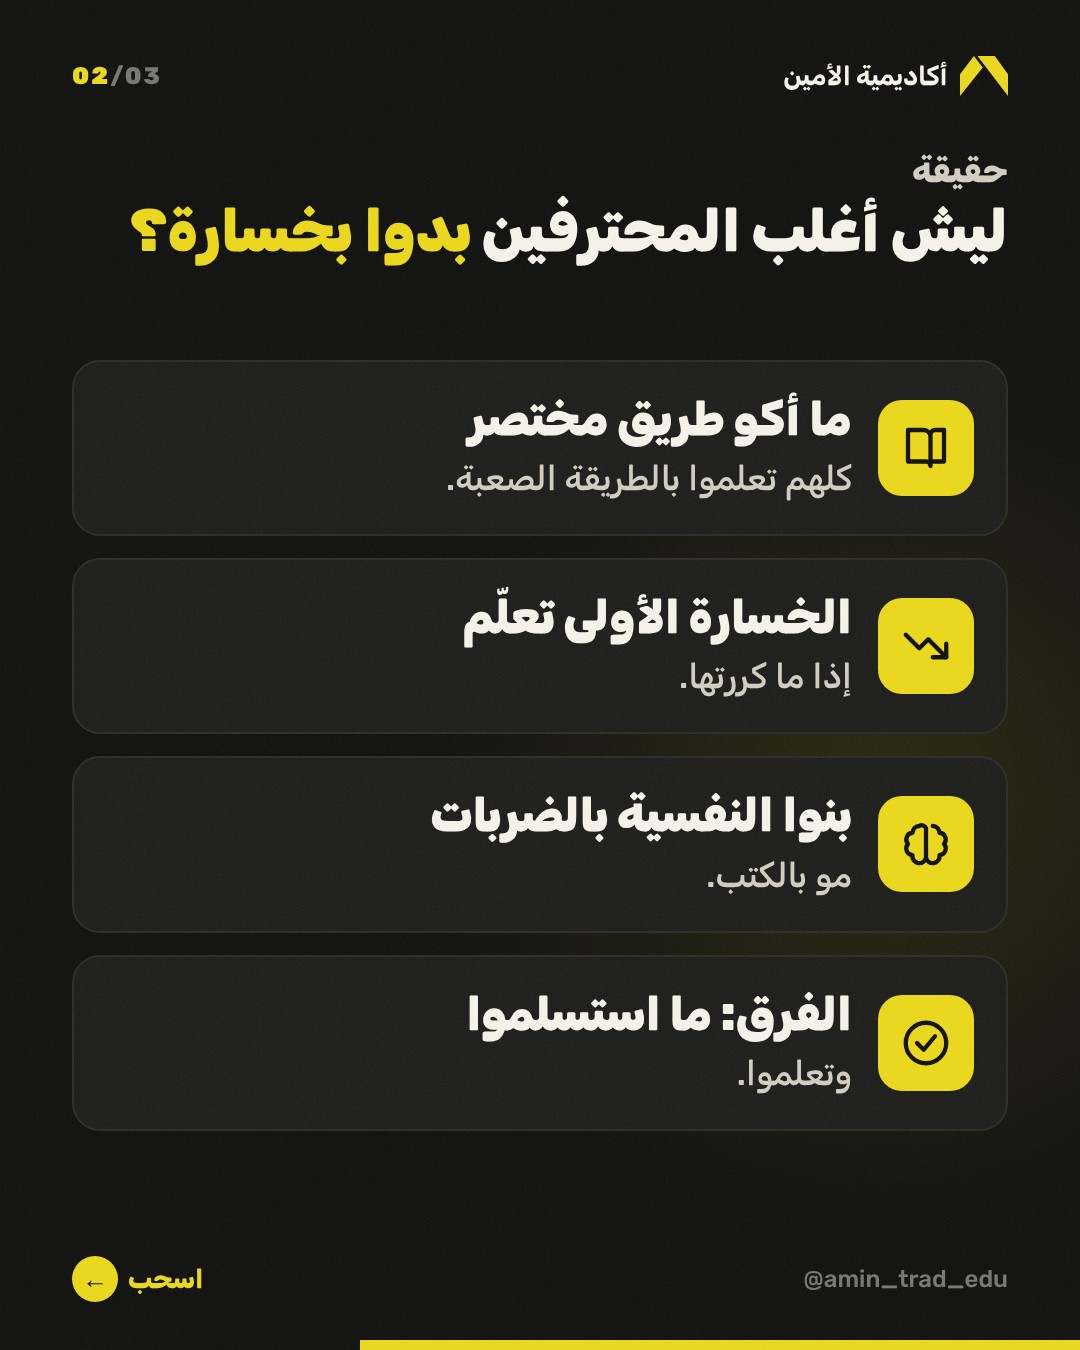 أكاديمية الأمين
02/03
حقيقة
ليش أغلب المحترفين بدوا بخسارة؟
ما أكو طريق مختصر
كلهم تعلموا بالطريقة الصعبة.
الخسارة الأولى تعلّم
إذا ما كررتها.
بنوا النفسية بالضربات
مو بالكتب.
الفرق: ما استسلموا
وتعلموا.
@amin_trad_edu
اسحب ←